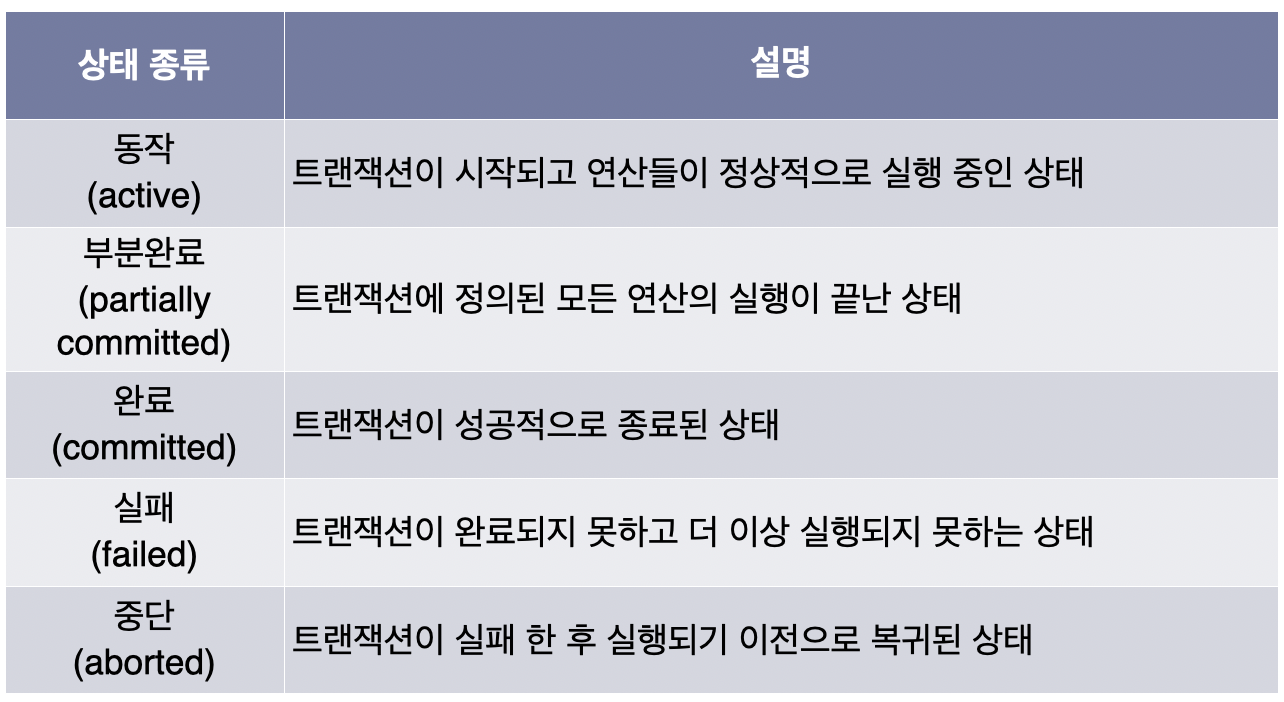 상태 종류
설명
동작
(active)
트랜잭션이 시작되고 연산들이 정상적으로 실행 중인 상태
부분완료
(partially
committed)
트랜잭션에 정의된 모든 연산의 실행이 끝난 상태
완료
(committed)
트랜잭션이 성공적으로 종료된 상태
실패
(failed)
트랜잭션이 완료되지 못하고 더 이상 실행되지 못하는 상태
중단
(aborted)
트랜잭션이 실패 한 후 실행되기 이전으로 복귀된 상태